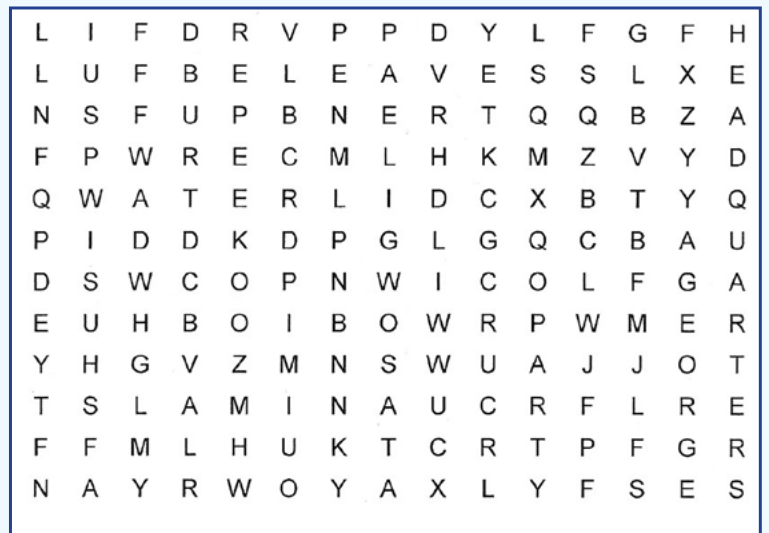 L I F D R V P P D Y L F G F H
L U F B E L E A V E S S L X E
N S F U P B N E R T Q Q B Z A
F P W R E C M L H K M Z V Y D
Q W A T E R L I D C X B T Y Q
P I D D K D P G L G Q C B A U
D S W C O P N W I C O L F G A
E U H B O I B O W R P W M E R
Y H G V Z M N S W U A J J O T
T S L A M I N A U C R F L R E
F F M L H U K T C R T P F G R
N A Y R W O Y A X L Y F S E S